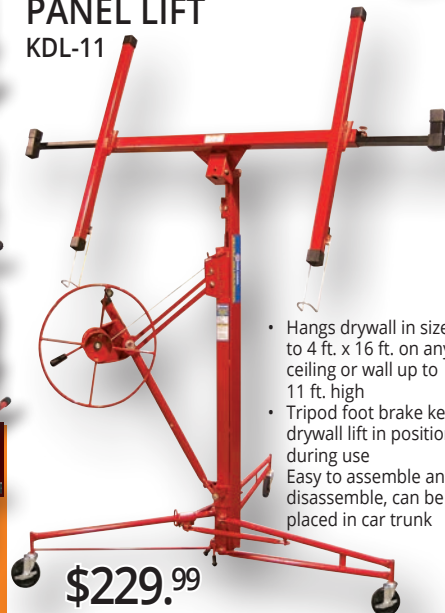 PANEL LIFT
KDL-11
• Hangs drywall in size
to 4 ft. x 16 ft. on any
ceiling or wall up to
11 ft. high
• Tripod foot brake ke
drywall lift in position
during use
Easy to assemble an
disassemble, can be
placed in car trunk
$229.99